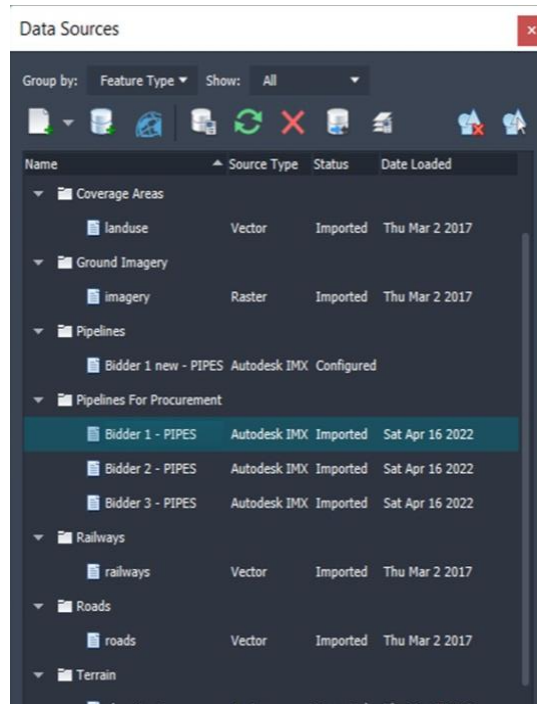 Data Sources
Group by: Feature Type Show: All
Name Source Type Status Date Loaded
Coverage Areas
landuse Vector Imported Thu Mar 2 2017
Ground Imagery
imagery Raster Imported Thu Mar 2 2017
Pipelines
Bidder 1 new - PIPES Autodesk IMX Configured
Pipelines For Procurement
Bidder 1 - PIPES Autodesk IMX Imported Sat Apr 16 2022
Bidder 2 - PIPES Autodesk IMX Imported Sat Apr 16 2022
Bidder 3 - PIPES Autodesk IMX Imported Sat Apr 16 2022
Railways
railways Vector Imported Thu Mar 2 2017
Roads
roads Vector Imported Thu Mar 2 2017
Terrain